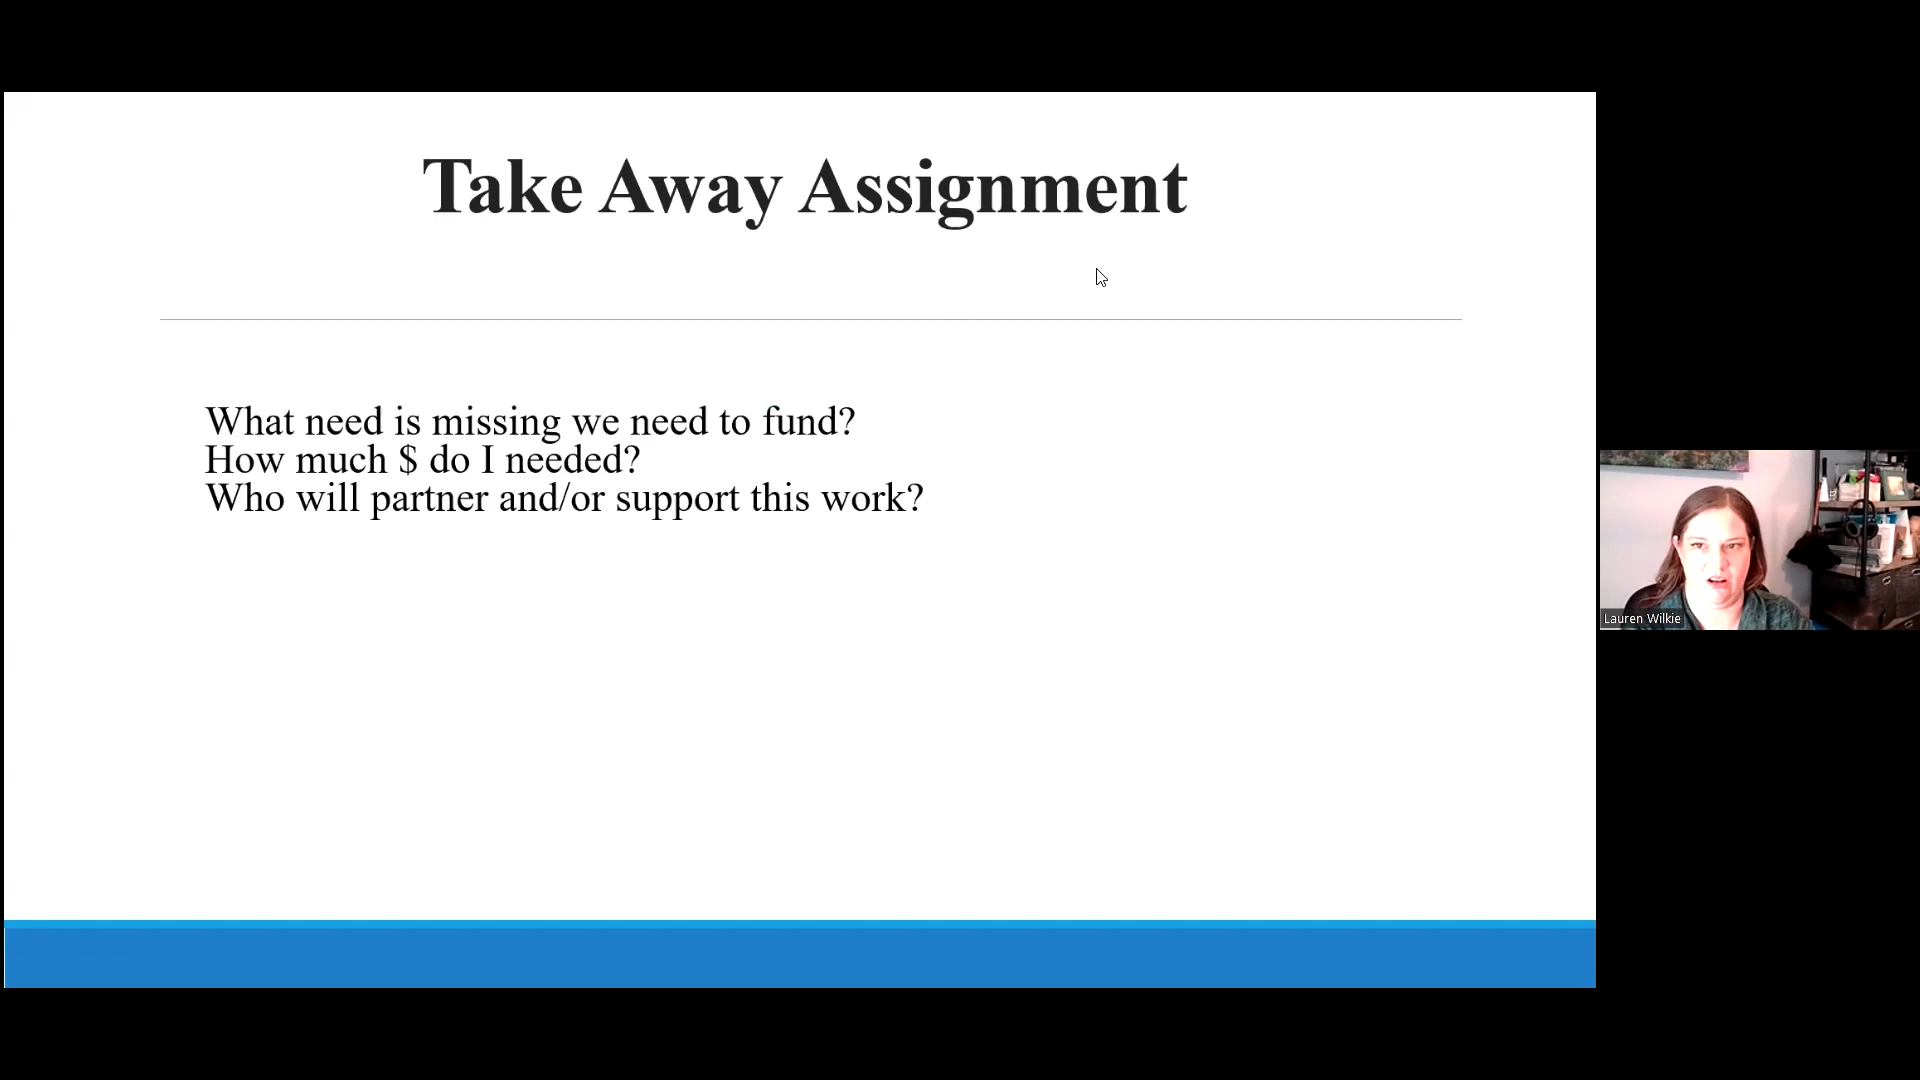 Take Away Assignment
What need is missing we need to fund?
How much $ do I needed?
Who will partner and/or support this work?
Lauren Wilkie